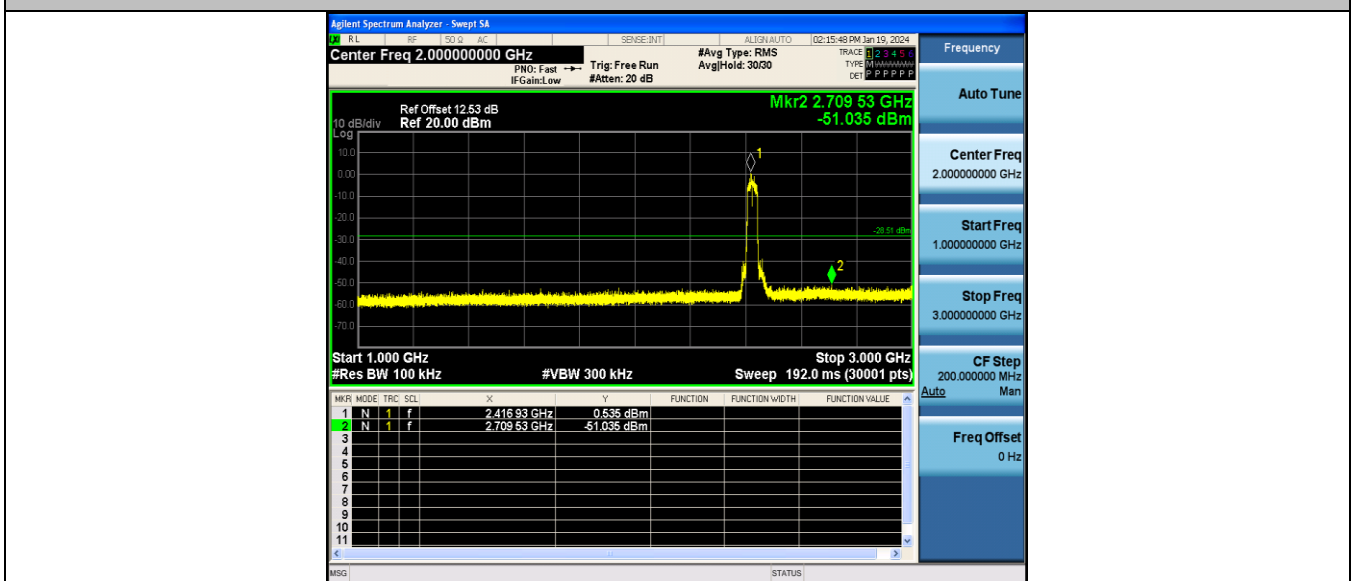 Agilent Spectrum Analyzer - Swept SA
RL RF 50 Ω AC SENSE:INT ALIGN AUTO 02:15:48 PM Jan 19, 2024
Center Freq 2.000000000 GHz
PNO: Fast
IFGain:Low
Trig: Free Run
#Atten: 20 dB
#Avg Type: RMS
Avg|Hold: 30/30
TRACE 1 2 3 4 5 6
TYPE M
DET P P P P P P
Ref Offset 12.53 dB
10 dB/div Ref 20.00 dBm
Log
Mkr2 2.709 53 GHz
-51.035 dBm
10.0
0.00
-10.0
-20.0
-30.0
-40.0
-50.0
-60.0
-70.0
1
-28.51 dBm
2
Start 1.000 GHz Stop 3.000 GHz
#Res BW 100 kHz #VBW 300 kHz Sweep 192.0 ms (30001 pts)
MKR MODE TRC SCL X Y FUNCTION FUNCTION WIDTH FUNCTION VALUE
1 N 1 f 2.416 93 GHz 0.535 dBm
2 N 1 f 2.709 53 GHz -51.035 dBm
3
4
5
6
7
8
9
10
11
MSG STATUS
Frequency
Auto Tune
Center Freq
2.000000000 GHz
Start Freq
1.000000000 GHz
Stop Freq
3.000000000 GHz
CF Step
200.000000 MHz
Auto Man
Freq Offset
0 Hz